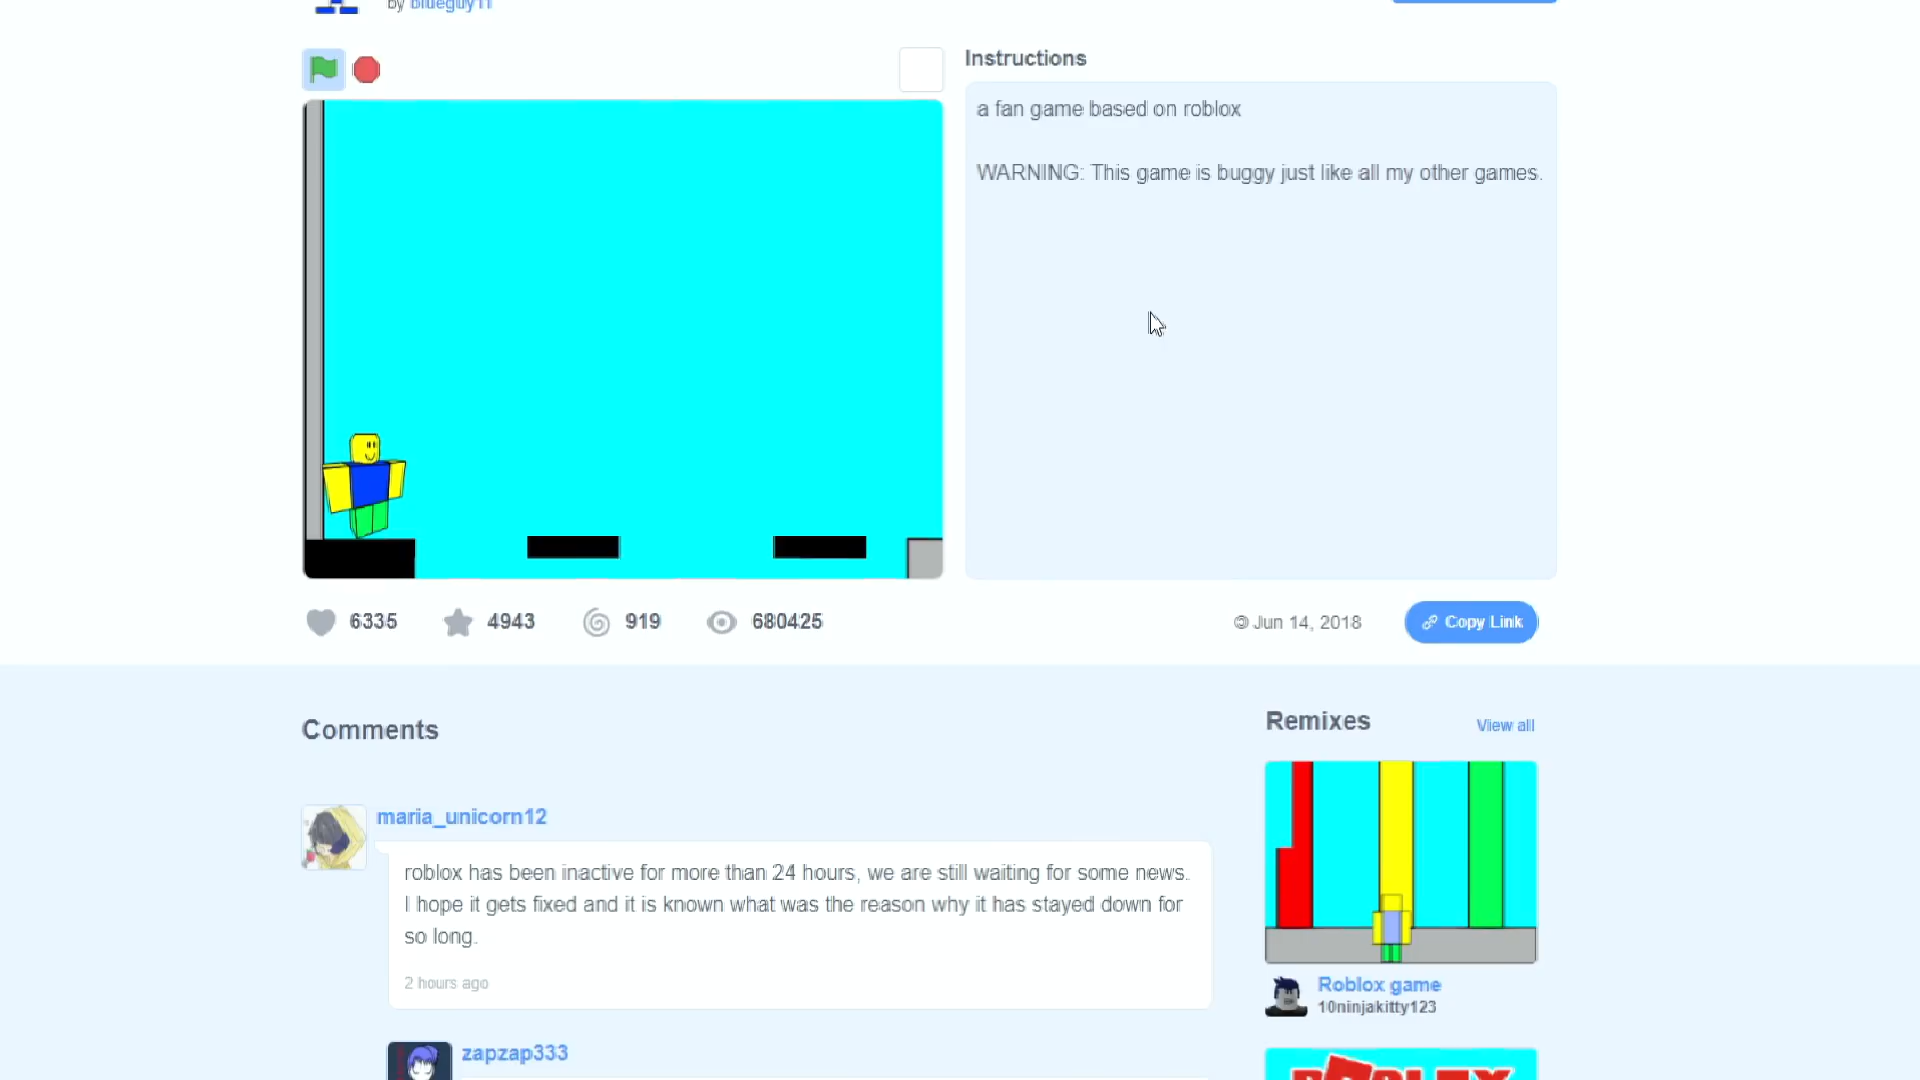 by blueguy11
Instructions
a fan game based on roblox
WARNING: This game is buggy just like all my other games.
6335
4943
919
680425
© Jun 14, 2018
Copy Link
Comments
Remixes
View all
maria_unicorn12
roblox has been inactive for more than 24 hours, we are still waiting for some news.
I hope it gets fixed and it is known what was the reason why it has stayed down for
so long.
2 hours ago
Roblox game
10ninjakitty123
zapzap333
ROBLOX